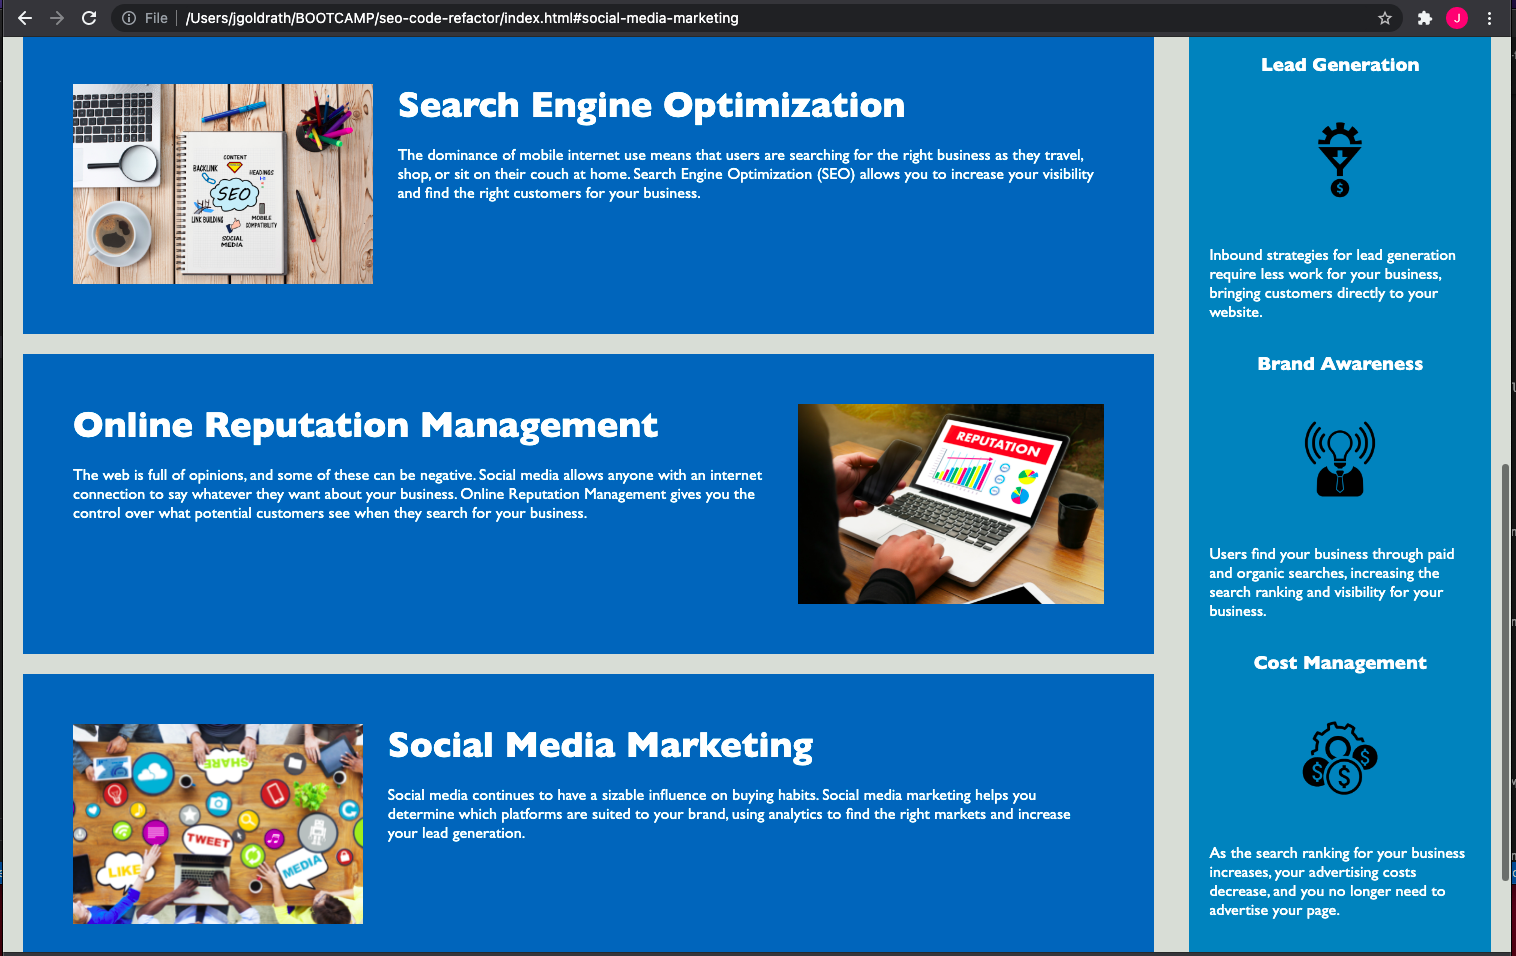 File /Users/jgoldrath/BOOTCAMP/seo-code-refactor/index.html#social-media-marketing
J
CONTENT
BACKLINK
HEADINGS
SEO
LINK BUILDING
MOBILE
COMPATIBILITY
SOCIAL
MEDIA
Search Engine Optimization
The dominance of mobile internet use means that users are searching for the right business as they travel,
shop, or sit on their couch at home. Search Engine Optimization (SEO) allows you to increase your visibility
and find the right customers for your business.
Online Reputation Management
The web is full of opinions, and some of these can be negative. Social media allows anyone with an internet
connection to say whatever they want about your business. Online Reputation Management gives you the
control over what potential customers see when they search for your business.
REPUTATION
SHARE
TWEET
LIKE
MEDIA
Social Media Marketing
Social media continues to have a sizable influence on buying habits. Social media marketing helps you
determine which platforms are suited to your brand, using analytics to find the right markets and increase
your lead generation.
Lead Generation
$
Inbound strategies for lead generation
require less work for your business,
bringing customers directly to your
website.
Brand Awareness
Users find your business through paid
and organic searches, increasing the
search ranking and visibility for your
business.
Cost Management
$ $ $
As the search ranking for your business
increases, your advertising costs
decrease, and you no longer need to
advertise your page.